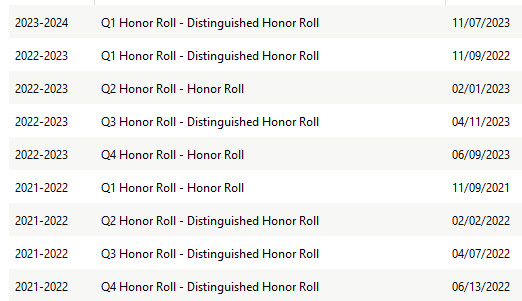 2023-2024 Q1 Honor Roll - Distinguished Honor Roll 11/07/2023
2022-2023 Q1 Honor Roll - Distinguished Honor Roll 11/09/2022
2022-2023 Q2 Honor Roll - Honor Roll 02/01/2023
2022-2023 Q3 Honor Roll - Distinguished Honor Roll 04/11/2023
2022-2023 Q4 Honor Roll - Honor Roll 06/09/2023
2021-2022 Q1 Honor Roll - Honor Roll 11/09/2021
2021-2022 Q2 Honor Roll - Distinguished Honor Roll 02/02/2022
2021-2022 Q3 Honor Roll - Distinguished Honor Roll 04/07/2022
2021-2022 Q4 Honor Roll - Distinguished Honor Roll 06/13/2022